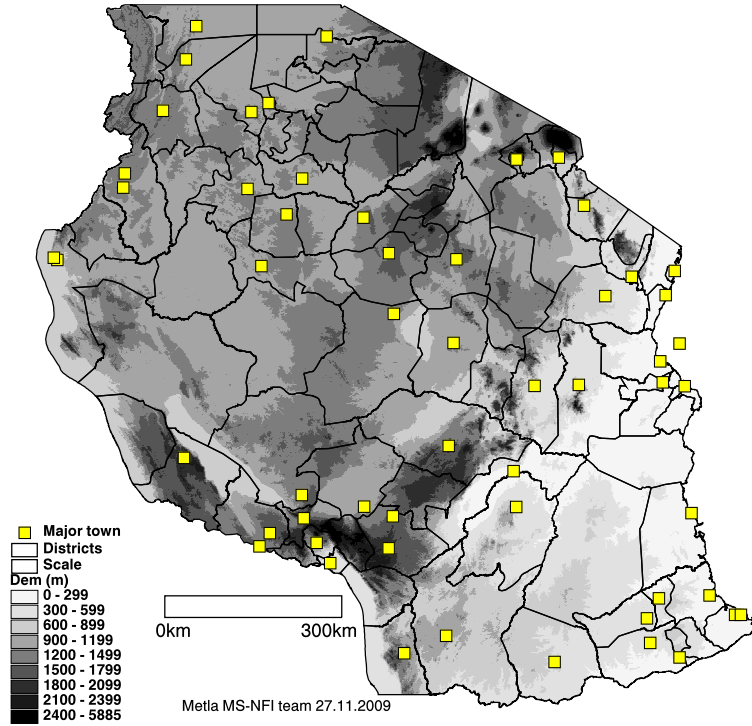 Major town
Districts
Scale
Dem (m)
0 - 299
300 - 599
600 - 899
900 - 1199
1200 - 1499
1500 - 1799
1800 - 2099
2100 - 2399
2400 - 5885
0km 300km
Metla MS-NFI team 27.11.2009